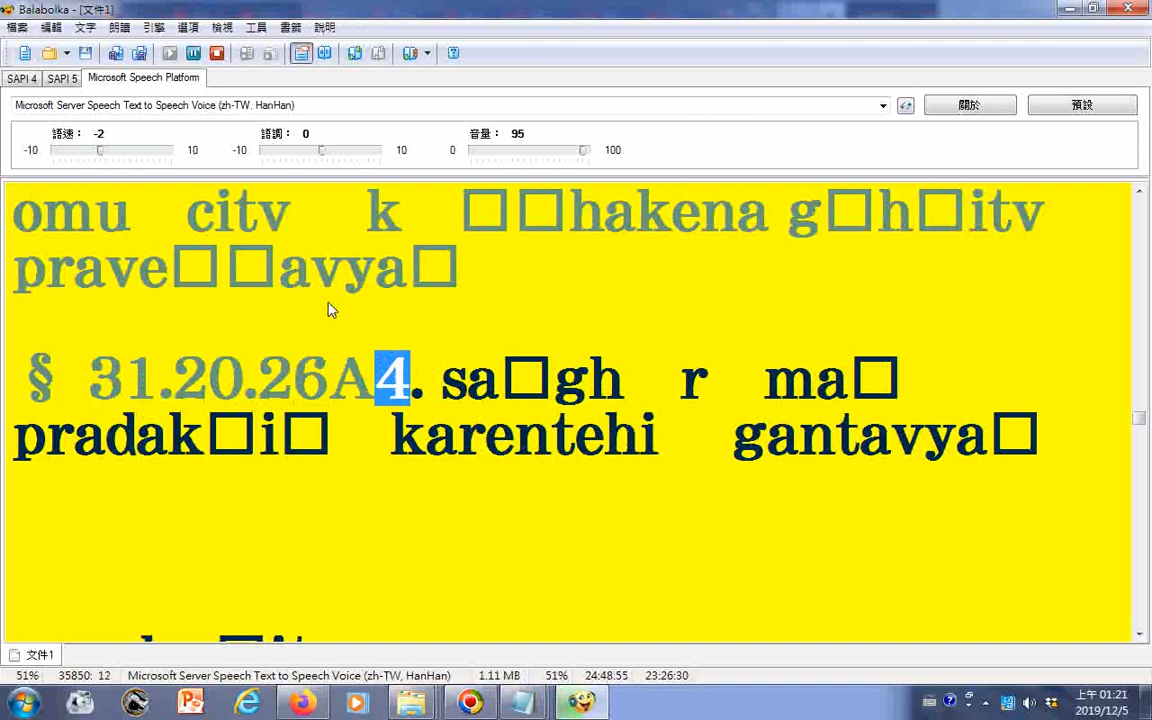 Balabolka - [文件1]
檔案 編輯 文字 朗讀 引擎 選項 檢視 工具 書籤 說明
SAPI 4 SAPI 5 Microsoft Speech Platform
Microsoft Server Speech Text to Speech Voice (zh-TW, HanHan) 關於 預設
語速： -2 語調： 0 音量： 95
-10 10 -10 10 0 100
omu citv k □□hakena g□h□itv
prave□□avya□
§ 31.20.26A4. sa□gh r ma□
pradak□i□ karentehi gantavya□
文件1
51% 35850: 12 Microsoft Server Speech Text to Speech Voice (zh-TW, HanHan) 1.11 MB 51% 24:48:55 23:26:30
上午 01:21
2019/12/5